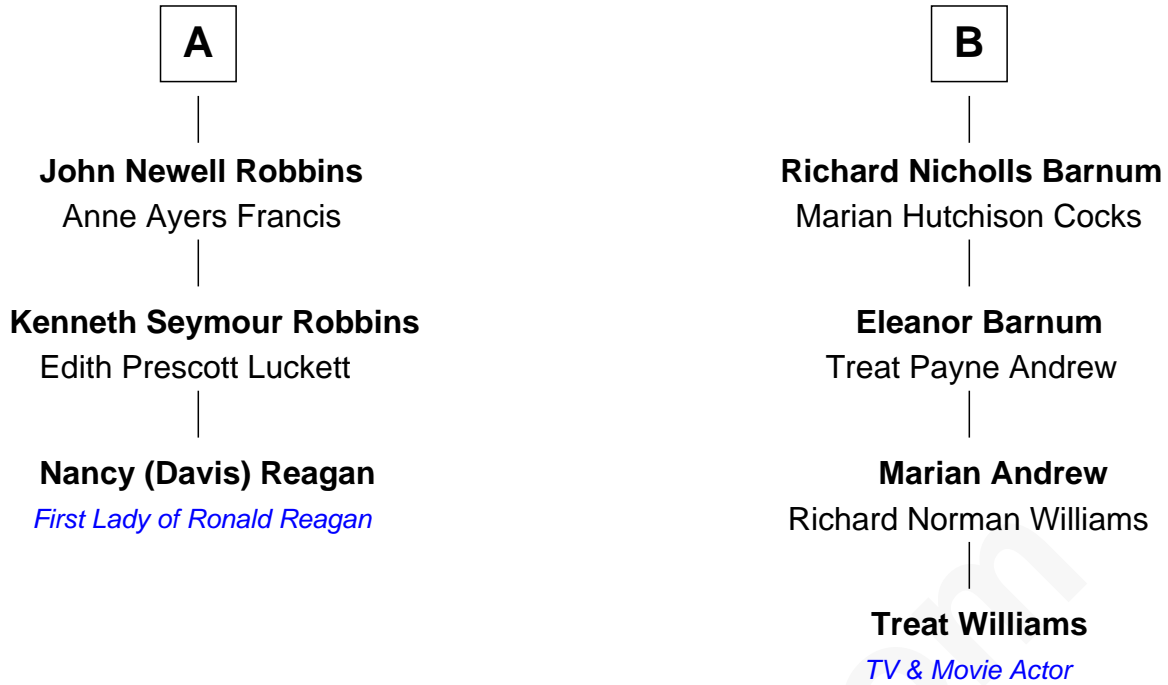 A
John Newell Robbins
Anne Ayers Francis
Kenneth Seymour Robbins
Edith Prescott Luckett
Nancy (Davis) Reagan
First Lady of Ronald Reagan
B
Richard Nicholls Barnum
Marian Hutchison Cocks
Eleanor Barnum
Treat Payne Andrew
Marian Andrew
Richard Norman Williams
Treat Williams
TV & Movie Actor